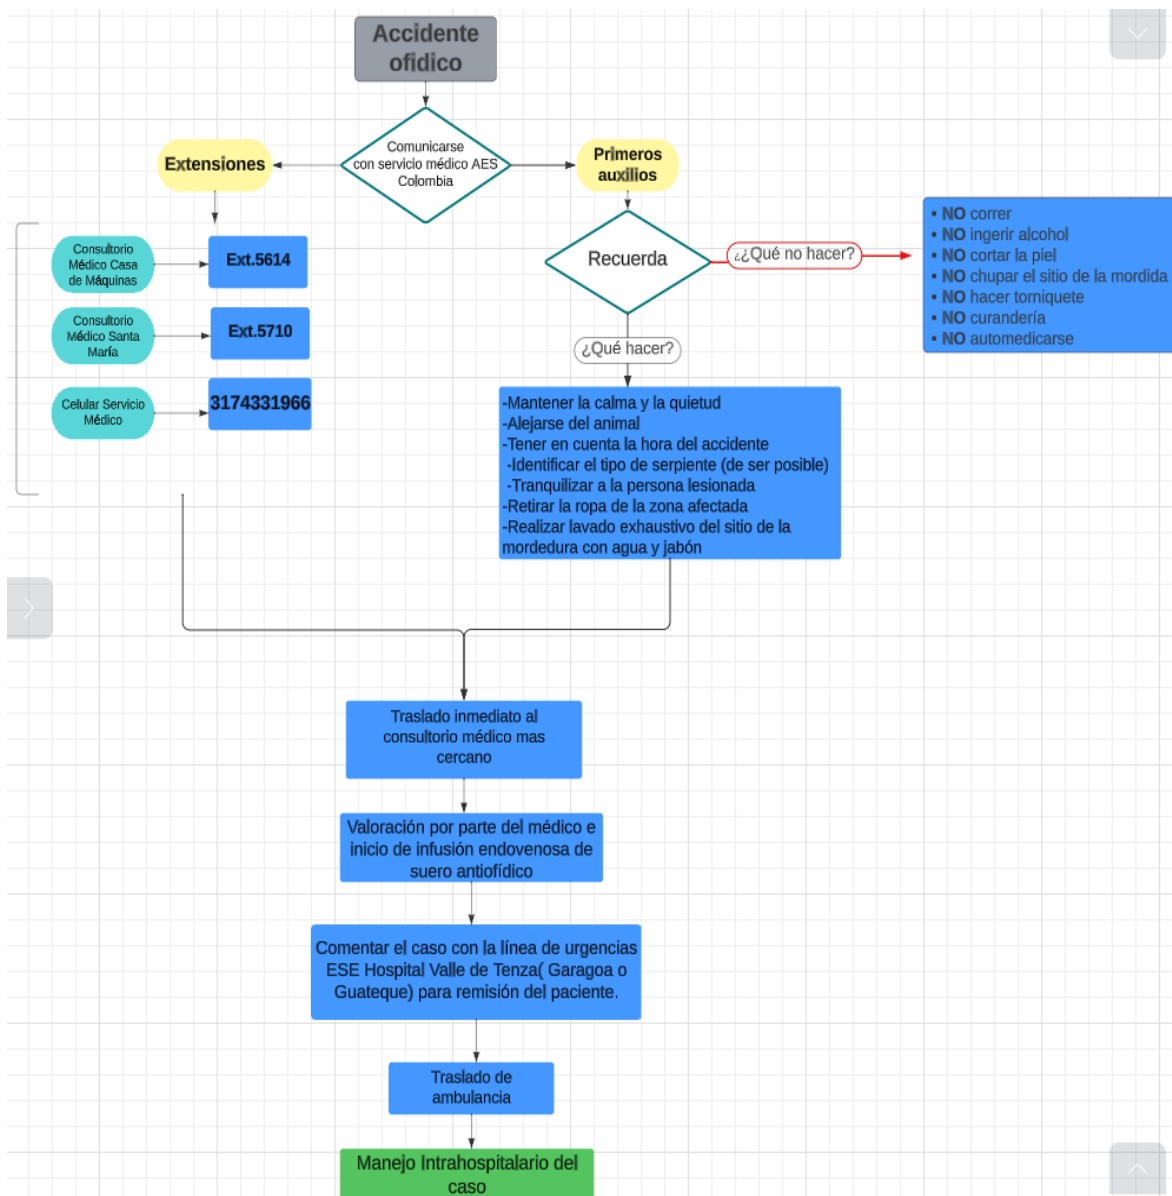 Accidente
ofidico
Comunicarse
con servicio médico AES
Colombia
Extensiones
Primeros
auxilios
Consultorio
Médico Casa
de Máquinas
Ext.5614
Consultorio
Médico Santa
María
Ext.5710
Celular Servicio
Médico
3174331966
Recuerda
¿¿Qué no hacer?
• NO correr
• NO ingerir alcohol
• NO cortar la piel
• NO chupar el sitio de la mordida
• NO hacer torniquete
• NO curandería
• NO automedicarse
¿Qué hacer?
-Mantener la calma y la quietud
-Alejarse del animal
-Tener en cuenta la hora del accidente
-Identificar el tipo de serpiente (de ser posible)
-Tranquilizar a la persona lesionada
-Retirar la ropa de la zona afectada
-Realizar lavado exhaustivo del sitio de la
mordedura con agua y jabón
Traslado inmediato al
consultorio médico mas
cercano
Valoración por parte del médico e
inicio de infusión endovenosa de
suero antiofídico
Comentar el caso con la línea de urgencias
ESE Hospital Valle de Tenza( Garagoa o
Guateque) para remisión del paciente.
Traslado de
ambulancia
Manejo Intrahospitalario del
caso